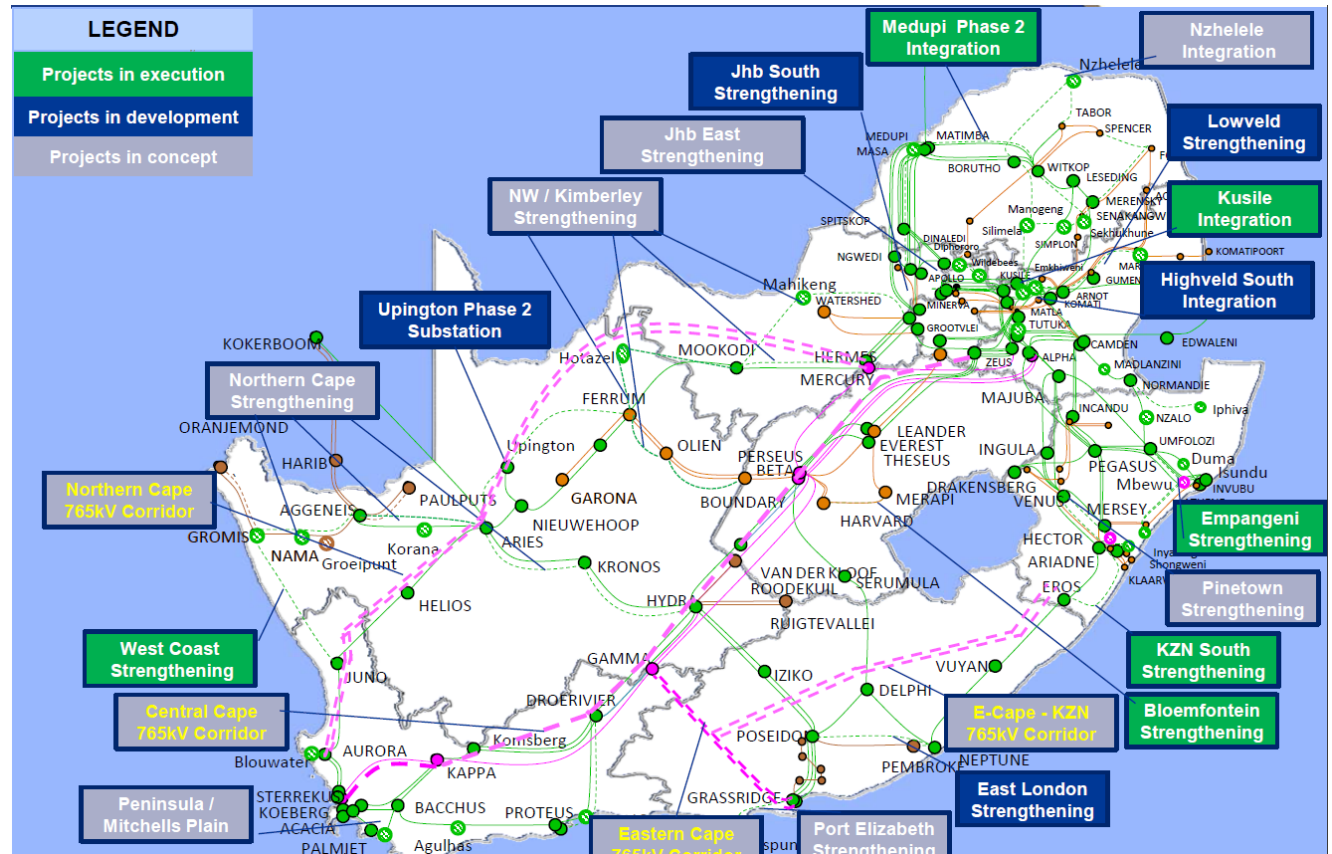 LEGEND
Projects in execution
Projects in development
Projects in concept
Medupi Phase 2
Integration
Nzhelele
Integration
Nzhelele
Jhb South
Strengthening
Jhb East
Strengthening
NW / Kimberley
Strengthening
Upington Phase 2
Substation
Northern Cape
Strengthening
Northern Cape
765kV Corridor
West Coast
Strengthening
Central Cape
765kV Corridor
Peninsula /
Mitchells Plain
Lowveld
Strengthening
Kusile
Integration
Highveld South
Integration
Empangeni
Strengthening
Pinetown
Strengthening
KZN South
Strengthening
Bloemfontein
Strengthening
E-Cape - KZN
765kV Corridor
East London
Strengthening
Port Elizabeth
Strengthening
Eastern Cape
765kV Corridor
TABOR
SPENCER
MEDUPI
MASA
MATIMBA
BORUTHO
WITKOP
LESEDING
MERENSKY
SENAKANGW
Sekhukhune
Manogeng
Silimela
SIMPLON
SPITSKOP
DINALEDI
Diphororo
Wildebees
NGWEDI
APOLLO
KUSILE
Emkhiweni
KOMATIPOORT
MAR
GUMEN
ARNOT
KOMATI
MINERVA
MATLA
Mahikeng
WATERSHED
GROOTVLEI
TUTUKA
CAMDEN
EDWALENI
KOKERBOOM
Hotazel
MOOKODI
HERMES
MERCURY
ZEUS
ALPHA
MAJUBA
NORMANDIE
FERRUM
INCANDU
NZALO
Iphiva
ORANJEMOND
HARIB
Upington
OLIEN
PERSEUS
BETA
LEANDER
EVEREST
THESEUS
INGULA
UMFOLOZI
PEGASUS
Duma
Isundu
Mbewu
INVUBU
PAULPUTS
GARONA
BOUNDARY
MERAPI
DRAKENSBERG
VENUS
AGGENEIS
NIEUWEHOOP
HARVARD
MERSEY
GROMIS
NAMA
Groeipunt
Korana
ARIES
HECTOR
ARIADNE
Shongweni
KRONOS
VAN DER KLOOF
ROODEKUIL
SERUMULA
EROS
HELIOS
HYDRA
RUIGTEVALLEI
GAMMA
VUYAN
JUNO
IZIKO
DROERIVIER
DELPHI
Komsberg
POSEIDON
AURORA
Blouwater
KAPPA
PEMBROKE
NEPTUNE
STERREKU
KOEBERG
ACACIA
BACCHUS
PROTEUS
GRASSRIDGE
PALMJET
Agulhas